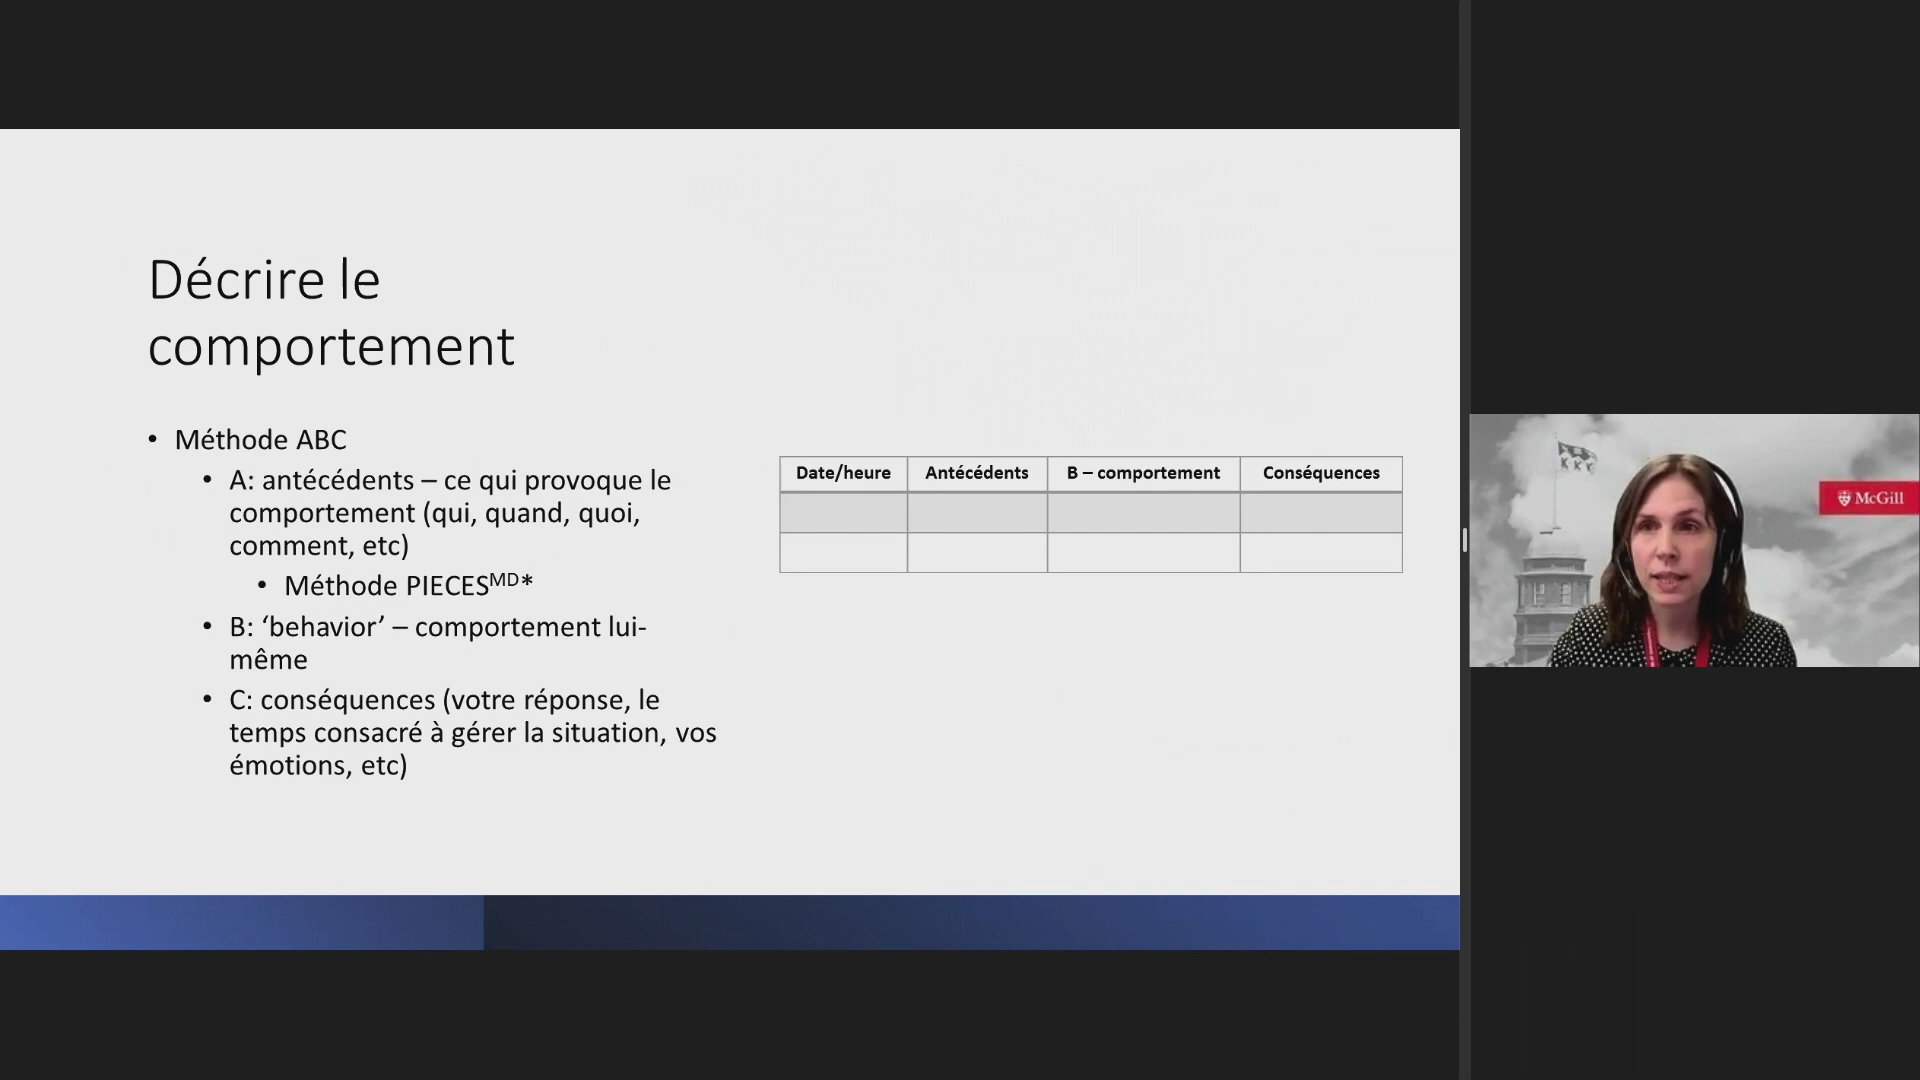 Décrire le
comportement
• Méthode ABC
• A: antécédents – ce qui provoque le
comportement (qui, quand, quoi,
comment, etc)
• Méthode PIECESᴹᴰ*
• B: ‘behavior’ – comportement lui-
même
• C: conséquences (votre réponse, le
temps consacré à gérer la situation, vos
émotions, etc)
Date/heure Antécédents B – comportement Conséquences
McGill